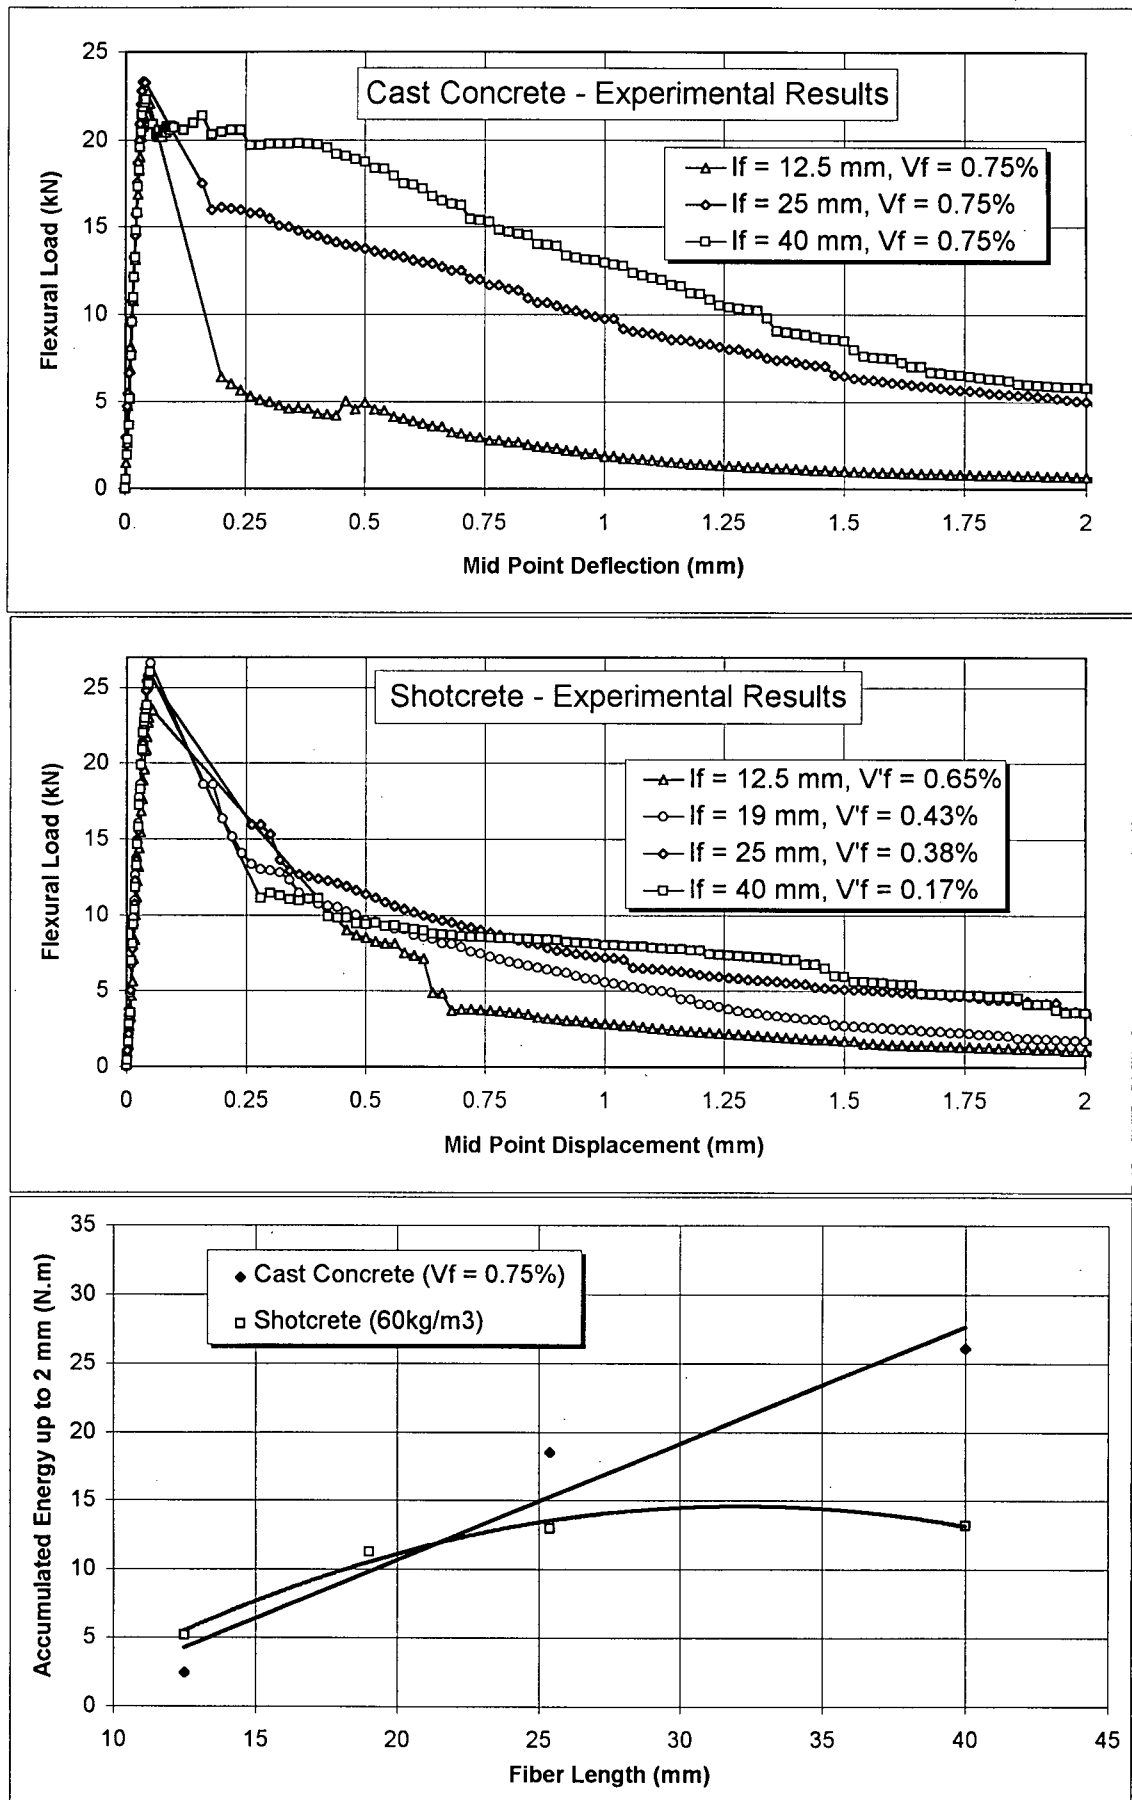 Cast Concrete - Experimental Results
lf = 12.5 mm, Vf = 0.75%
lf = 25 mm, Vf = 0.75%
lf = 40 mm, Vf = 0.75%
Flexural Load (kN)
25
20
15
10
5
0
0 0.25 0.5 0.75 1 1.25 1.5 1.75 2
Mid Point Deflection (mm)
Shotcrete - Experimental Results
lf = 12.5 mm, V'f = 0.65%
lf = 19 mm, V'f = 0.43%
lf = 25 mm, V'f = 0.38%
lf = 40 mm, V'f = 0.17%
Flexural Load (kN)
25
20
15
10
5
0
0 0.25 0.5 0.75 1 1.25 1.5 1.75 2
Mid Point Displacement (mm)
Cast Concrete (Vf = 0.75%)
Shotcrete (60kg/m3)
Accumulated Energy up to 2 mm (N.m)
35
30
25
20
15
10
5
0
10 15 20 25 30 35 40 45
Fiber Length (mm)